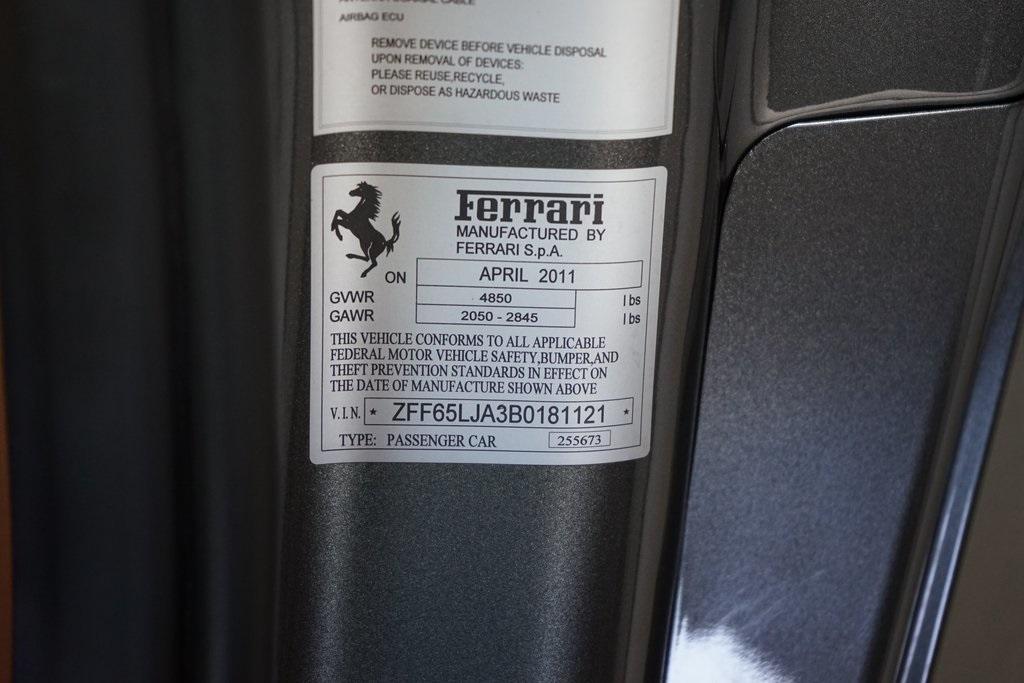 CABLE
AIRBAG ECU
REMOVE DEVICE BEFORE VEHICLE DISPOSAL
UPON REMOVAL OF DEVICES:
PLEASE REUSE,RECYCLE,
OR DISPOSE AS HAZARDOUS WASTE
Ferrari
MANUFACTURED BY
FERRARI S.p.A.
ON APRIL 2011
GVWR 4850 lbs
GAWR 2050 - 2845 lbs
THIS VEHICLE CONFORMS TO ALL APPLICABLE
FEDERAL MOTOR VEHICLE SAFETY,BUMPER,AND
THEFT PREVENTION STANDARDS IN EFFECT ON
THE DATE OF MANUFACTURE SHOWN ABOVE
V.I.N. * ZFF65LJA3B0181121 *
TYPE: PASSENGER CAR 255673